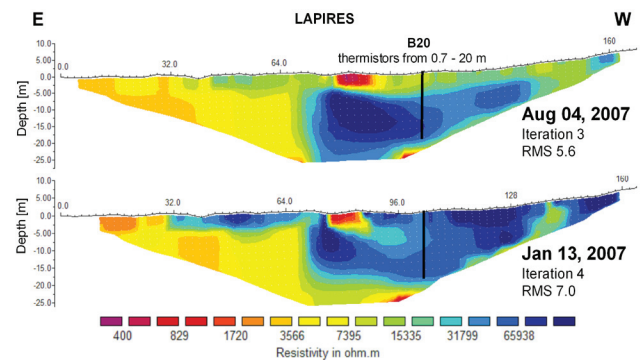 E LAPIRES W
B20
thermistors from 0.7 - 20 m
10.0
5.0
0.0
-5.0
-10.0
-15.0
-20.0
-25.0
Depth [m]
0.0 32.0 64.0 160
Aug 04, 2007
Iteration 3
RMS 5.6
10.0
5.0
0.0
-5.0
-10.0
-15.0
-20.0
-25.0
Depth [m]
0.0 32.0 64.0 96.0 128 160
Jan 13, 2007
Iteration 4
RMS 7.0
400 829 1720 3566 7395 15335 31799 65938
Resistivity in ohm.m